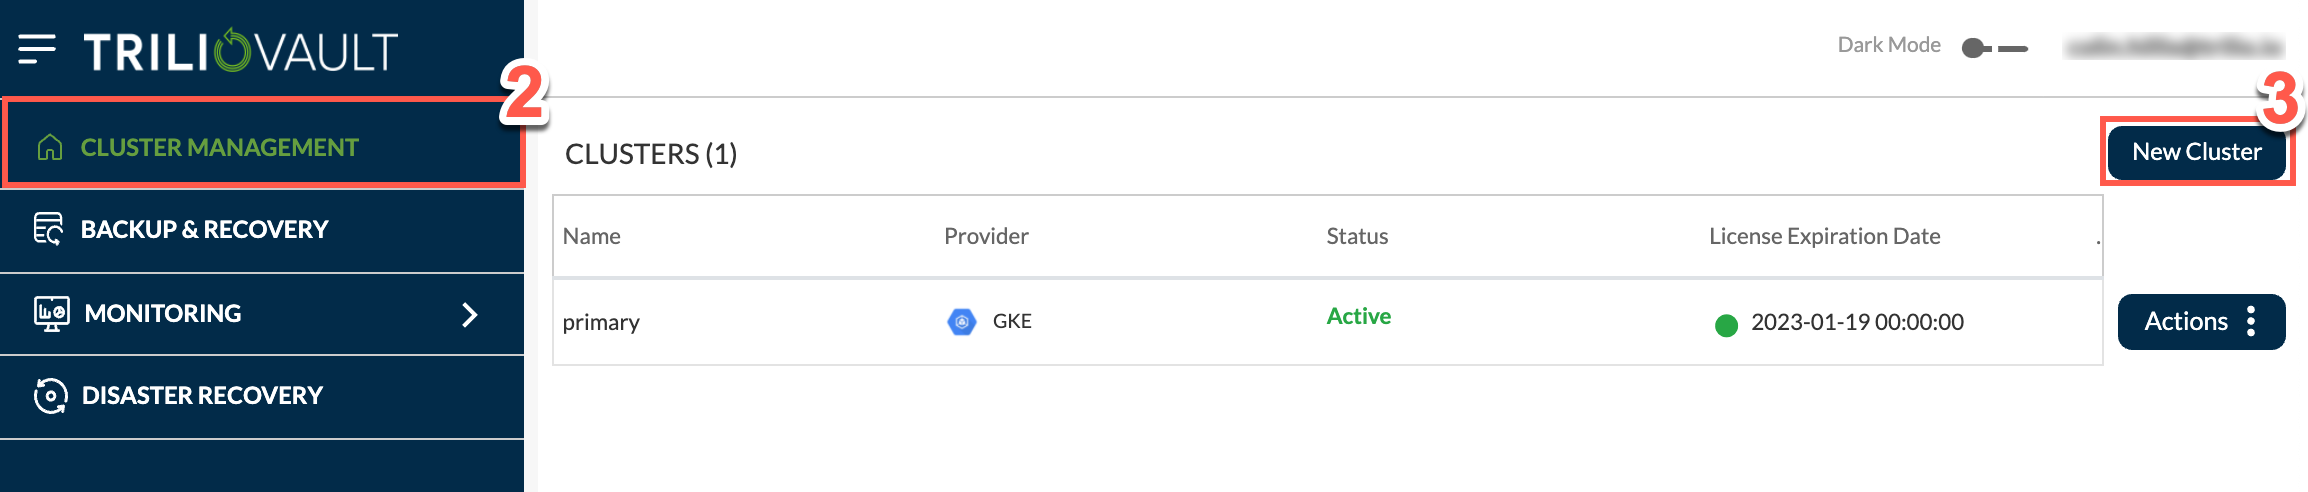 TRILIOVAULT
Dark Mode
2
3
CLUSTER MANAGEMENT
CLUSTERS (1)
New Cluster
BACKUP & RECOVERY
Name Provider Status License Expiration Date .
MONITORING
primary GKE Active 2023-01-19 00:00:00 Actions
DISASTER RECOVERY